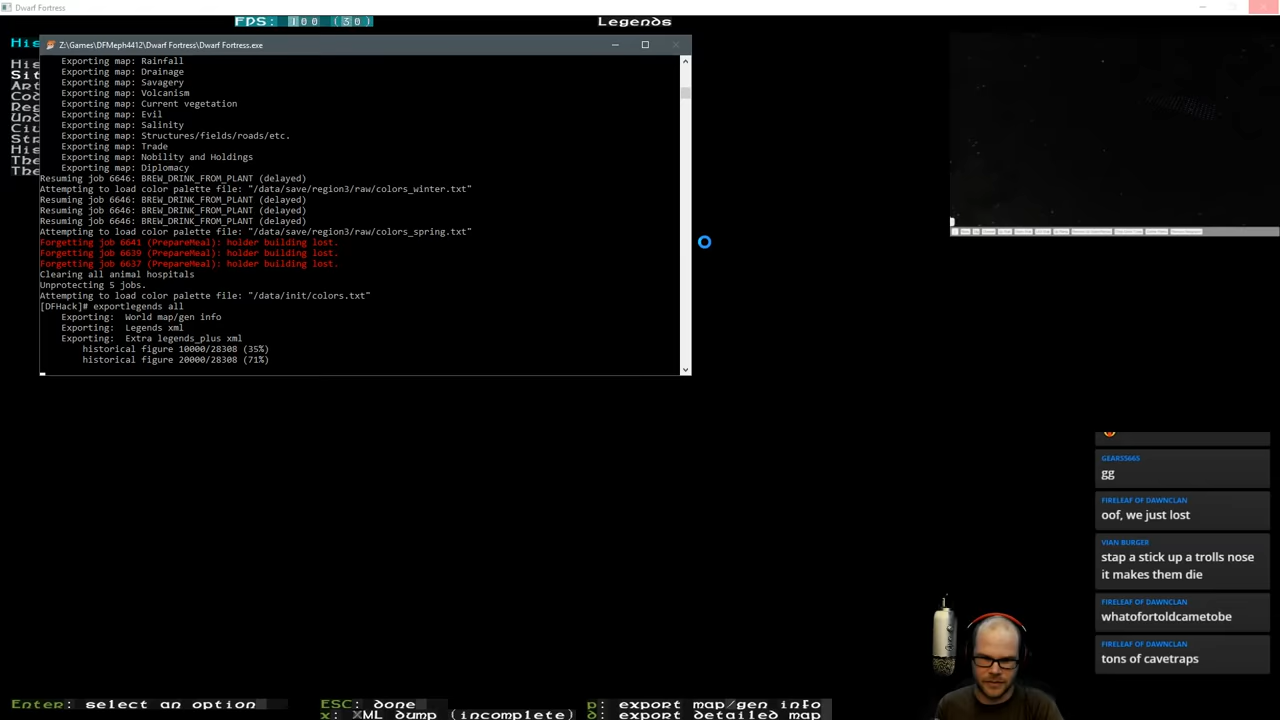 Dwarf Fortress
FPS: 100 (50)
Legends
Z:\Games\DFMeph4412\Dwarf Fortress\Dwarf Fortress.exe
Exporting map: Rainfall
Exporting map: Drainage
Exporting map: Savagery
Exporting map: Volcanism
Exporting map: Current vegetation
Exporting map: Evil
Exporting map: Salinity
Exporting map: Structures/fields/roads/etc.
Exporting map: Trade
Exporting map: Nobility and Holdings
Exporting map: Diplomacy
Resuming job 6646: BREW_DRINK_FROM_PLANT (delayed)
Attempting to load color palette file: "/data/save/region3/raw/colors_winter.txt"
Resuming job 6646: BREW_DRINK_FROM_PLANT (delayed)
Resuming job 6646: BREW_DRINK_FROM_PLANT (delayed)
Resuming job 6646: BREW_DRINK_FROM_PLANT (delayed)
Attempting to load color palette file: "/data/save/region3/raw/colors_spring.txt"
Forgetting job 6641 (PrepareMeal): holder building lost.
Forgetting job 6639 (PrepareMeal): holder building lost.
Forgetting job 6637 (PrepareMeal): holder building lost.
Clearing all animal hospitals
Unprotecting 5 jobs.
Attempting to load color palette file: "/data/init/colors.txt"
[DFHack]# exportlegends all
Exporting:  World map/gen info
Exporting:  Legends xml
Exporting:  Extra legends_plus xml
historical figure 10000/28308 (35%)
historical figure 20000/28308 (71%)
GEAR55665
gg
FIRELEAF OF DAWNCLAN
oof, we just lost
VIAN BURGER
stap a stick up a trolls nose
it makes them die
FIRELEAF OF DAWNCLAN
whatofortoldcametobe
FIRELEAF OF DAWNCLAN
tons of cavetraps
Enter: select an option
ESC: done
p: export map/gen info
x: XML dump (incomplete)
d: export detailed map